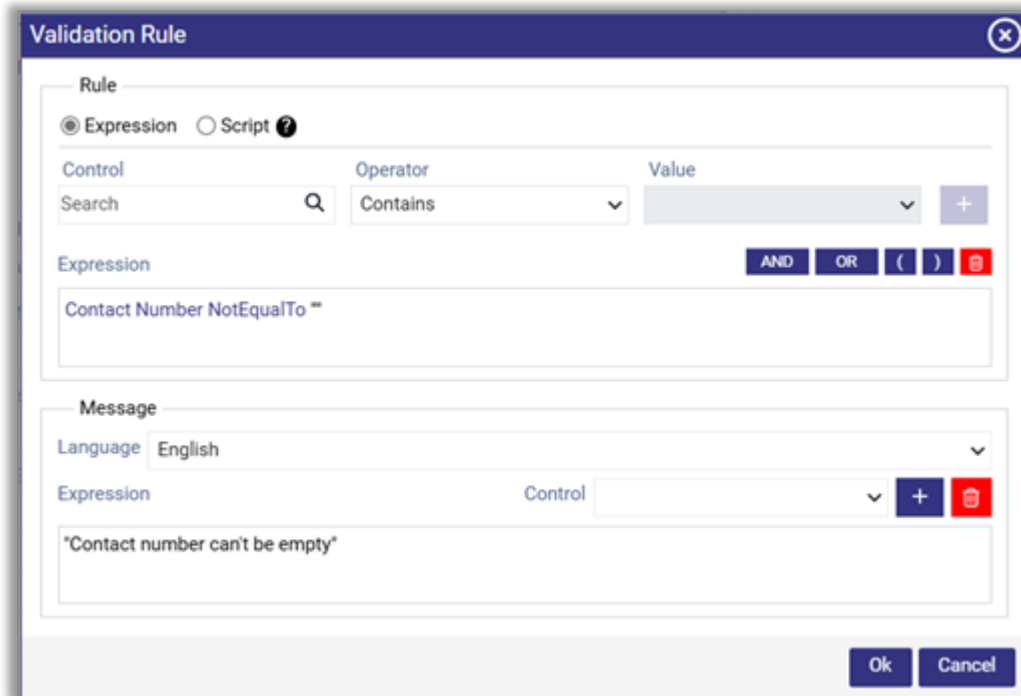 Validation Rule
Rule
Expression Script ?
Control Operator Value
Search Contains +
Expression AND OR ( )
Contact Number NotEqualTo ""
Message
Language English
Expression Control +
"Contact number can't be empty"
Ok Cancel